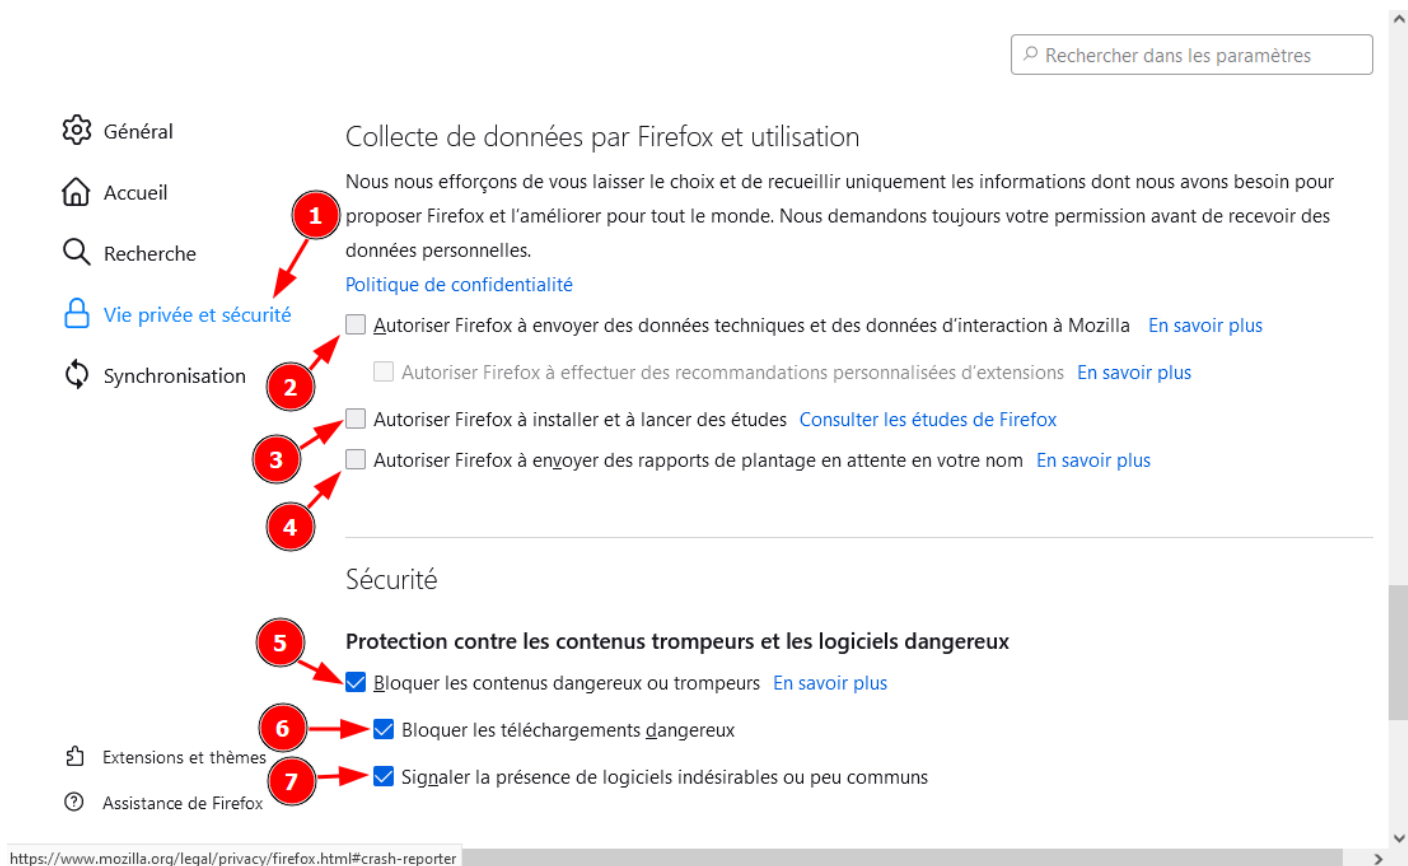 Rechercher dans les paramètres
Général
Accueil
Recherche
Vie privée et sécurité
Synchronisation
Extensions et thèmes
Assistance de Firefox
Collecte de données par Firefox et utilisation
Nous nous efforçons de vous laisser le choix et de recueillir uniquement les informations dont nous avons besoin pour
proposer Firefox et l'améliorer pour tout le monde. Nous demandons toujours votre permission avant de recevoir des
données personnelles.
Politique de confidentialité
Autoriser Firefox à envoyer des données techniques et des données d'interaction à Mozilla En savoir plus
Autoriser Firefox à effectuer des recommandations personnalisées d'extensions En savoir plus
Autoriser Firefox à installer et à lancer des études Consulter les études de Firefox
Autoriser Firefox à envoyer des rapports de plantage en attente en votre nom En savoir plus
Sécurité
Protection contre les contenus trompeurs et les logiciels dangereux
Bloquer les contenus dangereux ou trompeurs En savoir plus
Bloquer les téléchargements dangereux
Signaler la présence de logiciels indésirables ou peu communs
1
2
3
4
5
6
7
https://www.mozilla.org/legal/privacy/firefox.html#crash-reporter